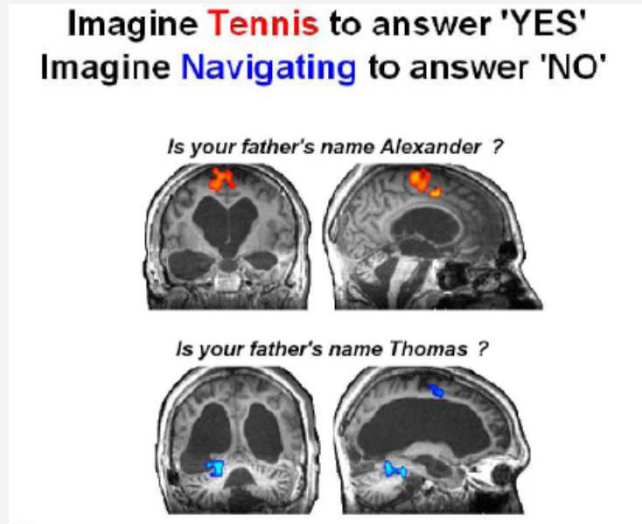 Imagine Tennis to answer 'YES'
Imagine Navigating to answer 'NO'
Is your father's name Alexander ?
Is your father's name Thomas ?